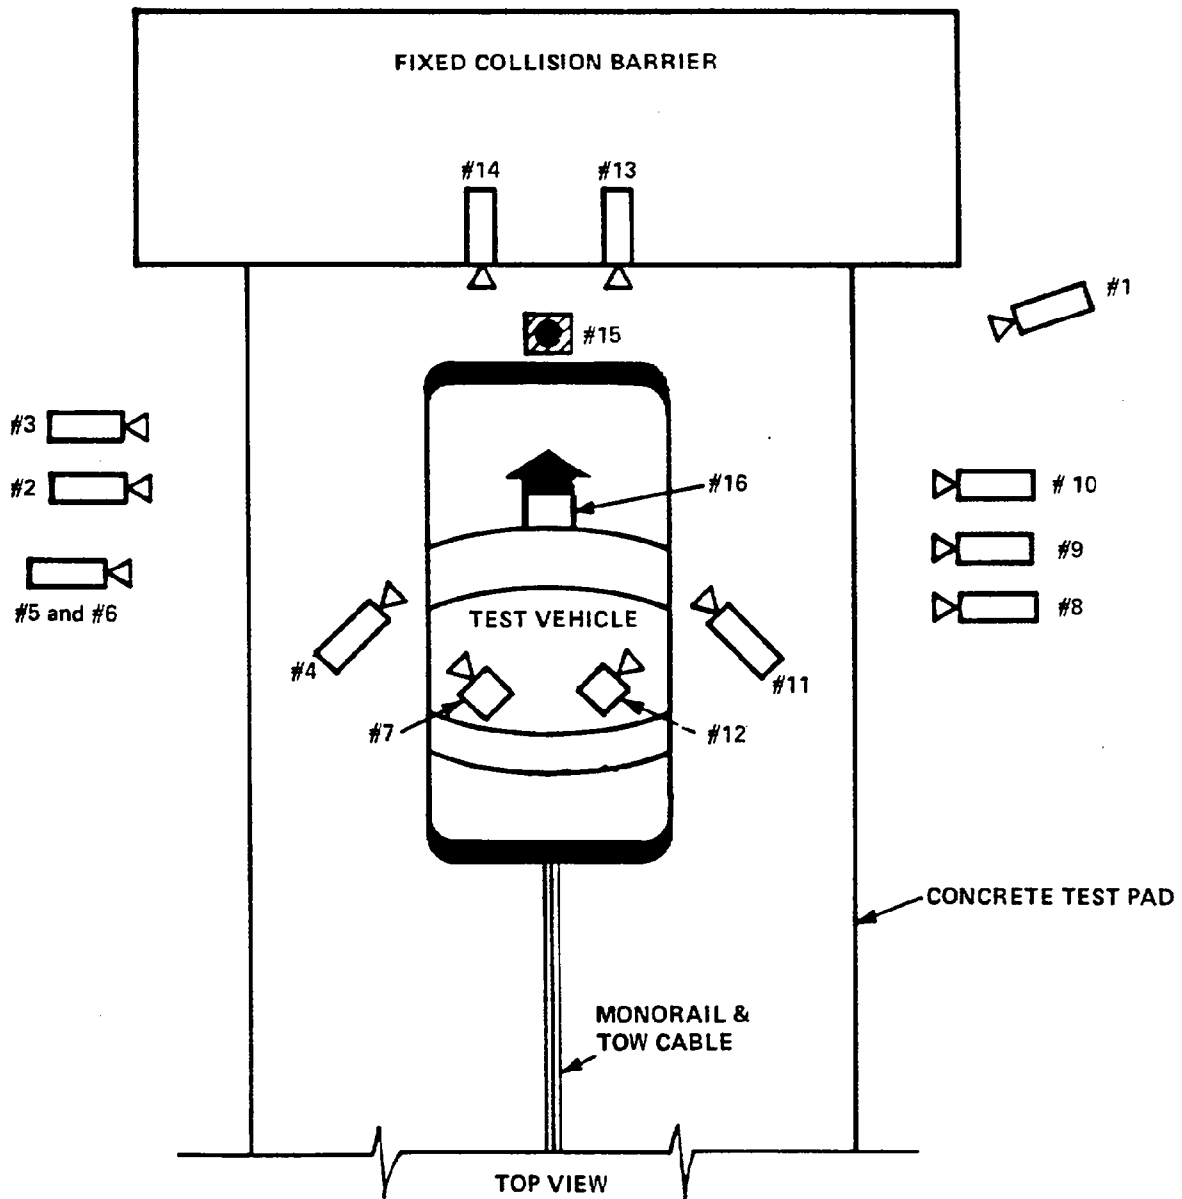 FIXED COLLISION BARRIER
#14
#13
#1
#15
#3
#2
#16
# 10
#9
#5 and #6
#8
TEST VEHICLE
#4
#11
#7
#12
CONCRETE TEST PAD
MONORAIL &
TOW CABLE
TOP VIEW